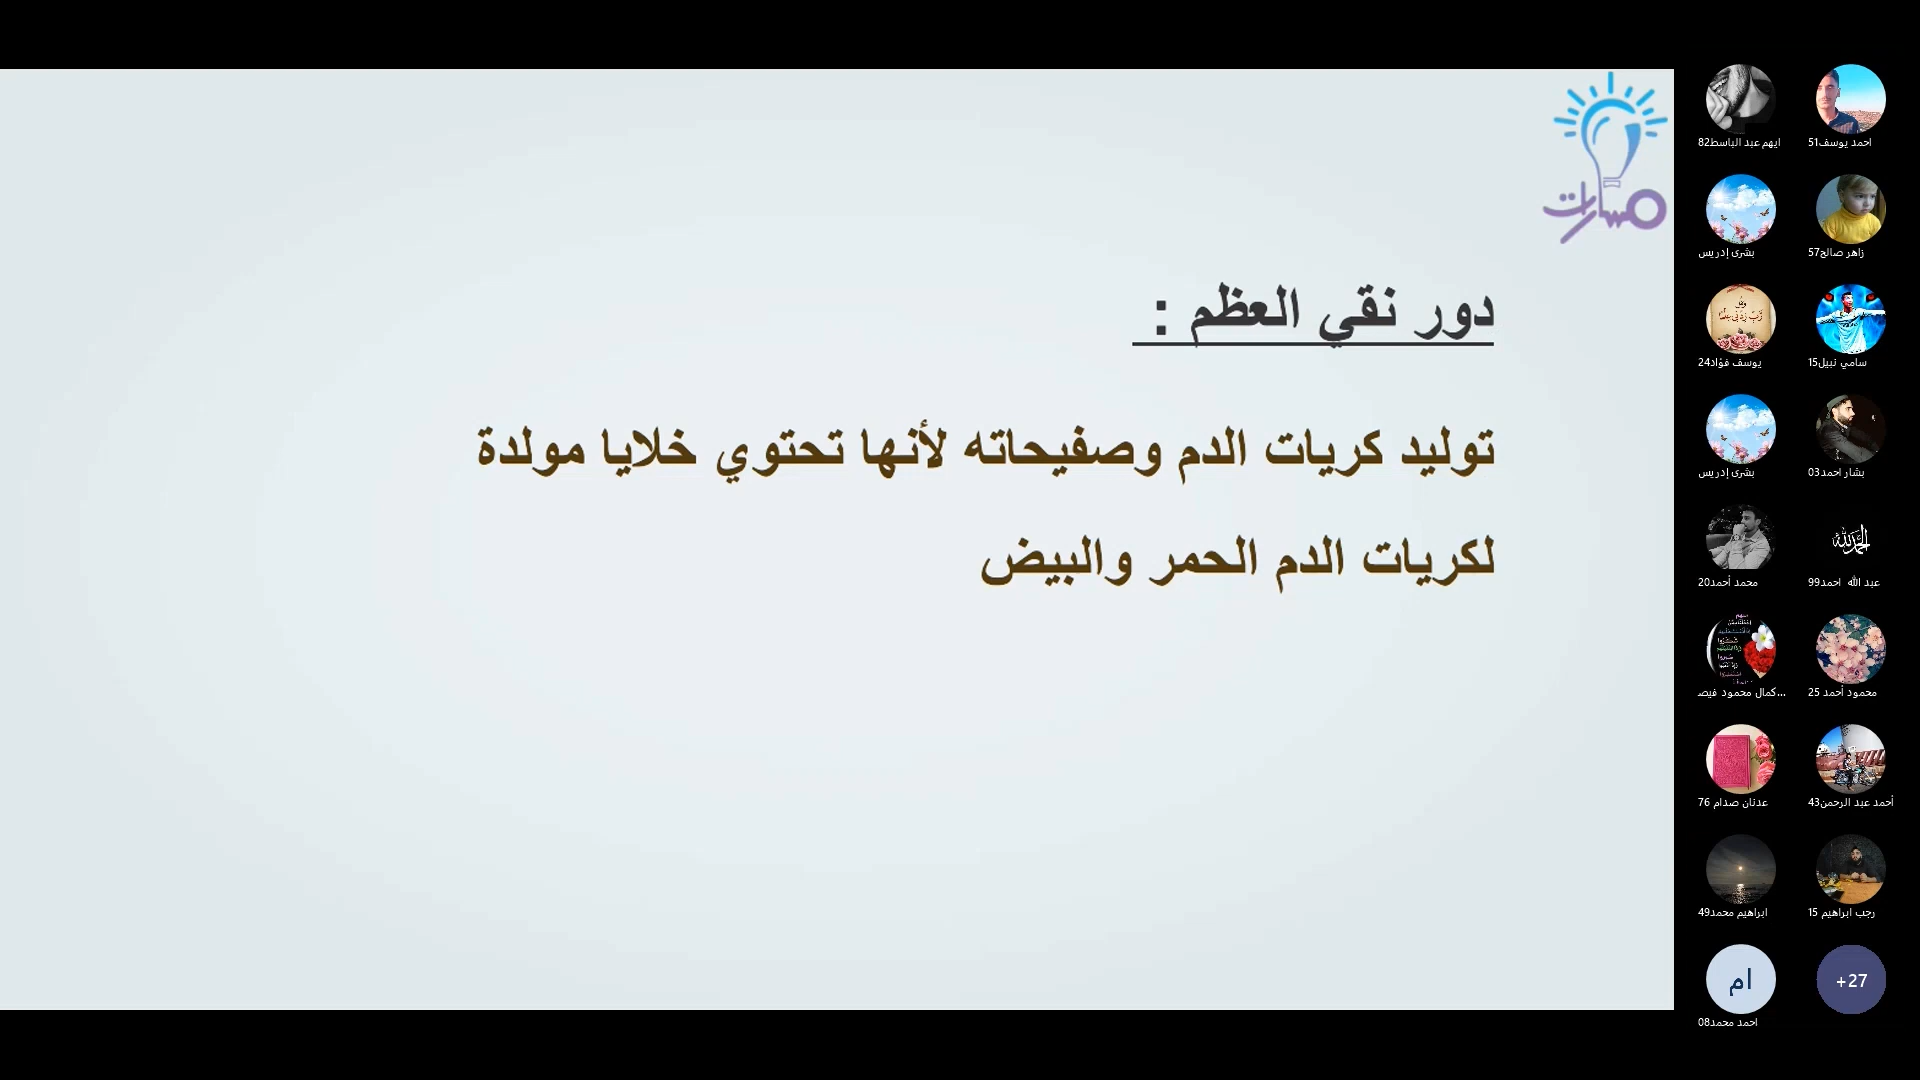 مسارات
دور نقي العظم :
توليد كريات الدم وصفيحاته لأنها تحتوي خلايا مولدة
لكريات الدم الحمر والبيض
ايهم عبد الباسط82
احمد يوسف51
بشرى إدريس
زاهر صالح57
يوسف فؤاد24
سامي نبيل15
بشرى إدريس
بشار احمد03
محمد أحمد20
الحمد لله
عبد الله احمد99
كمال محمود فيص...
محمود أحمد 25
عدنان صدام 76
أحمد عبد الرحمن43
ابراهيم محمد49
رجب ابراهيم 15
ام
+27
احمد محمد08